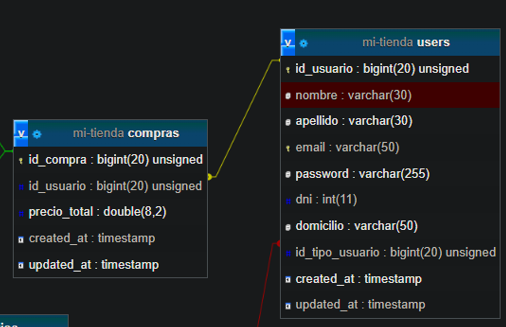 mi-tienda users
id_usuario : bigint(20) unsigned
nombre : varchar(30)
apellido : varchar(30)
email : varchar(50)
password : varchar(255)
dni : int(11)
domicilio : varchar(50)
id_tipo_usuario : bigint(20) unsigned
created_at : timestamp
updated_at : timestamp
mi-tienda compras
id_compra : bigint(20) unsigned
id_usuario : bigint(20) unsigned
precio_total : double(8,2)
created_at : timestamp
updated_at : timestamp